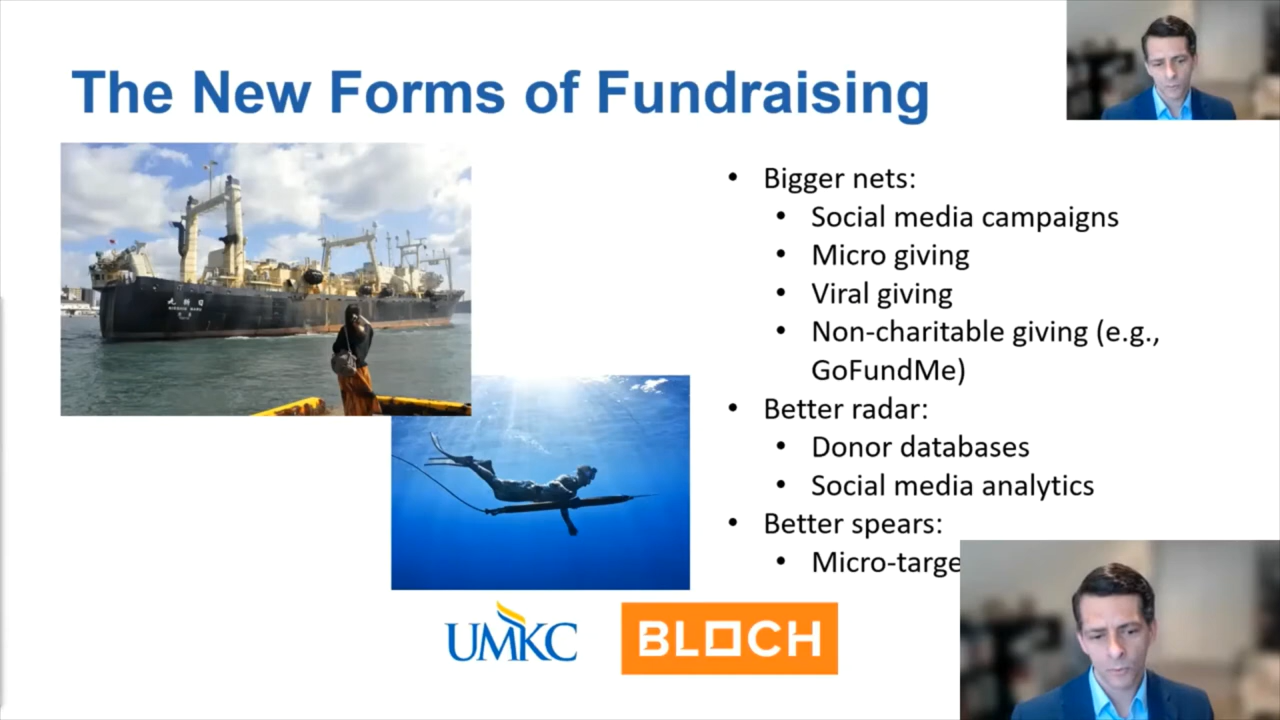 The New Forms of Fundraising
• Bigger nets:
• Social media campaigns
• Micro giving
• Viral giving
• Non-charitable giving (e.g.,
GoFundMe)
• Better radar:
• Donor databases
• Social media analytics
• Better spears:
• Micro-targe
UMKC
BLOCH